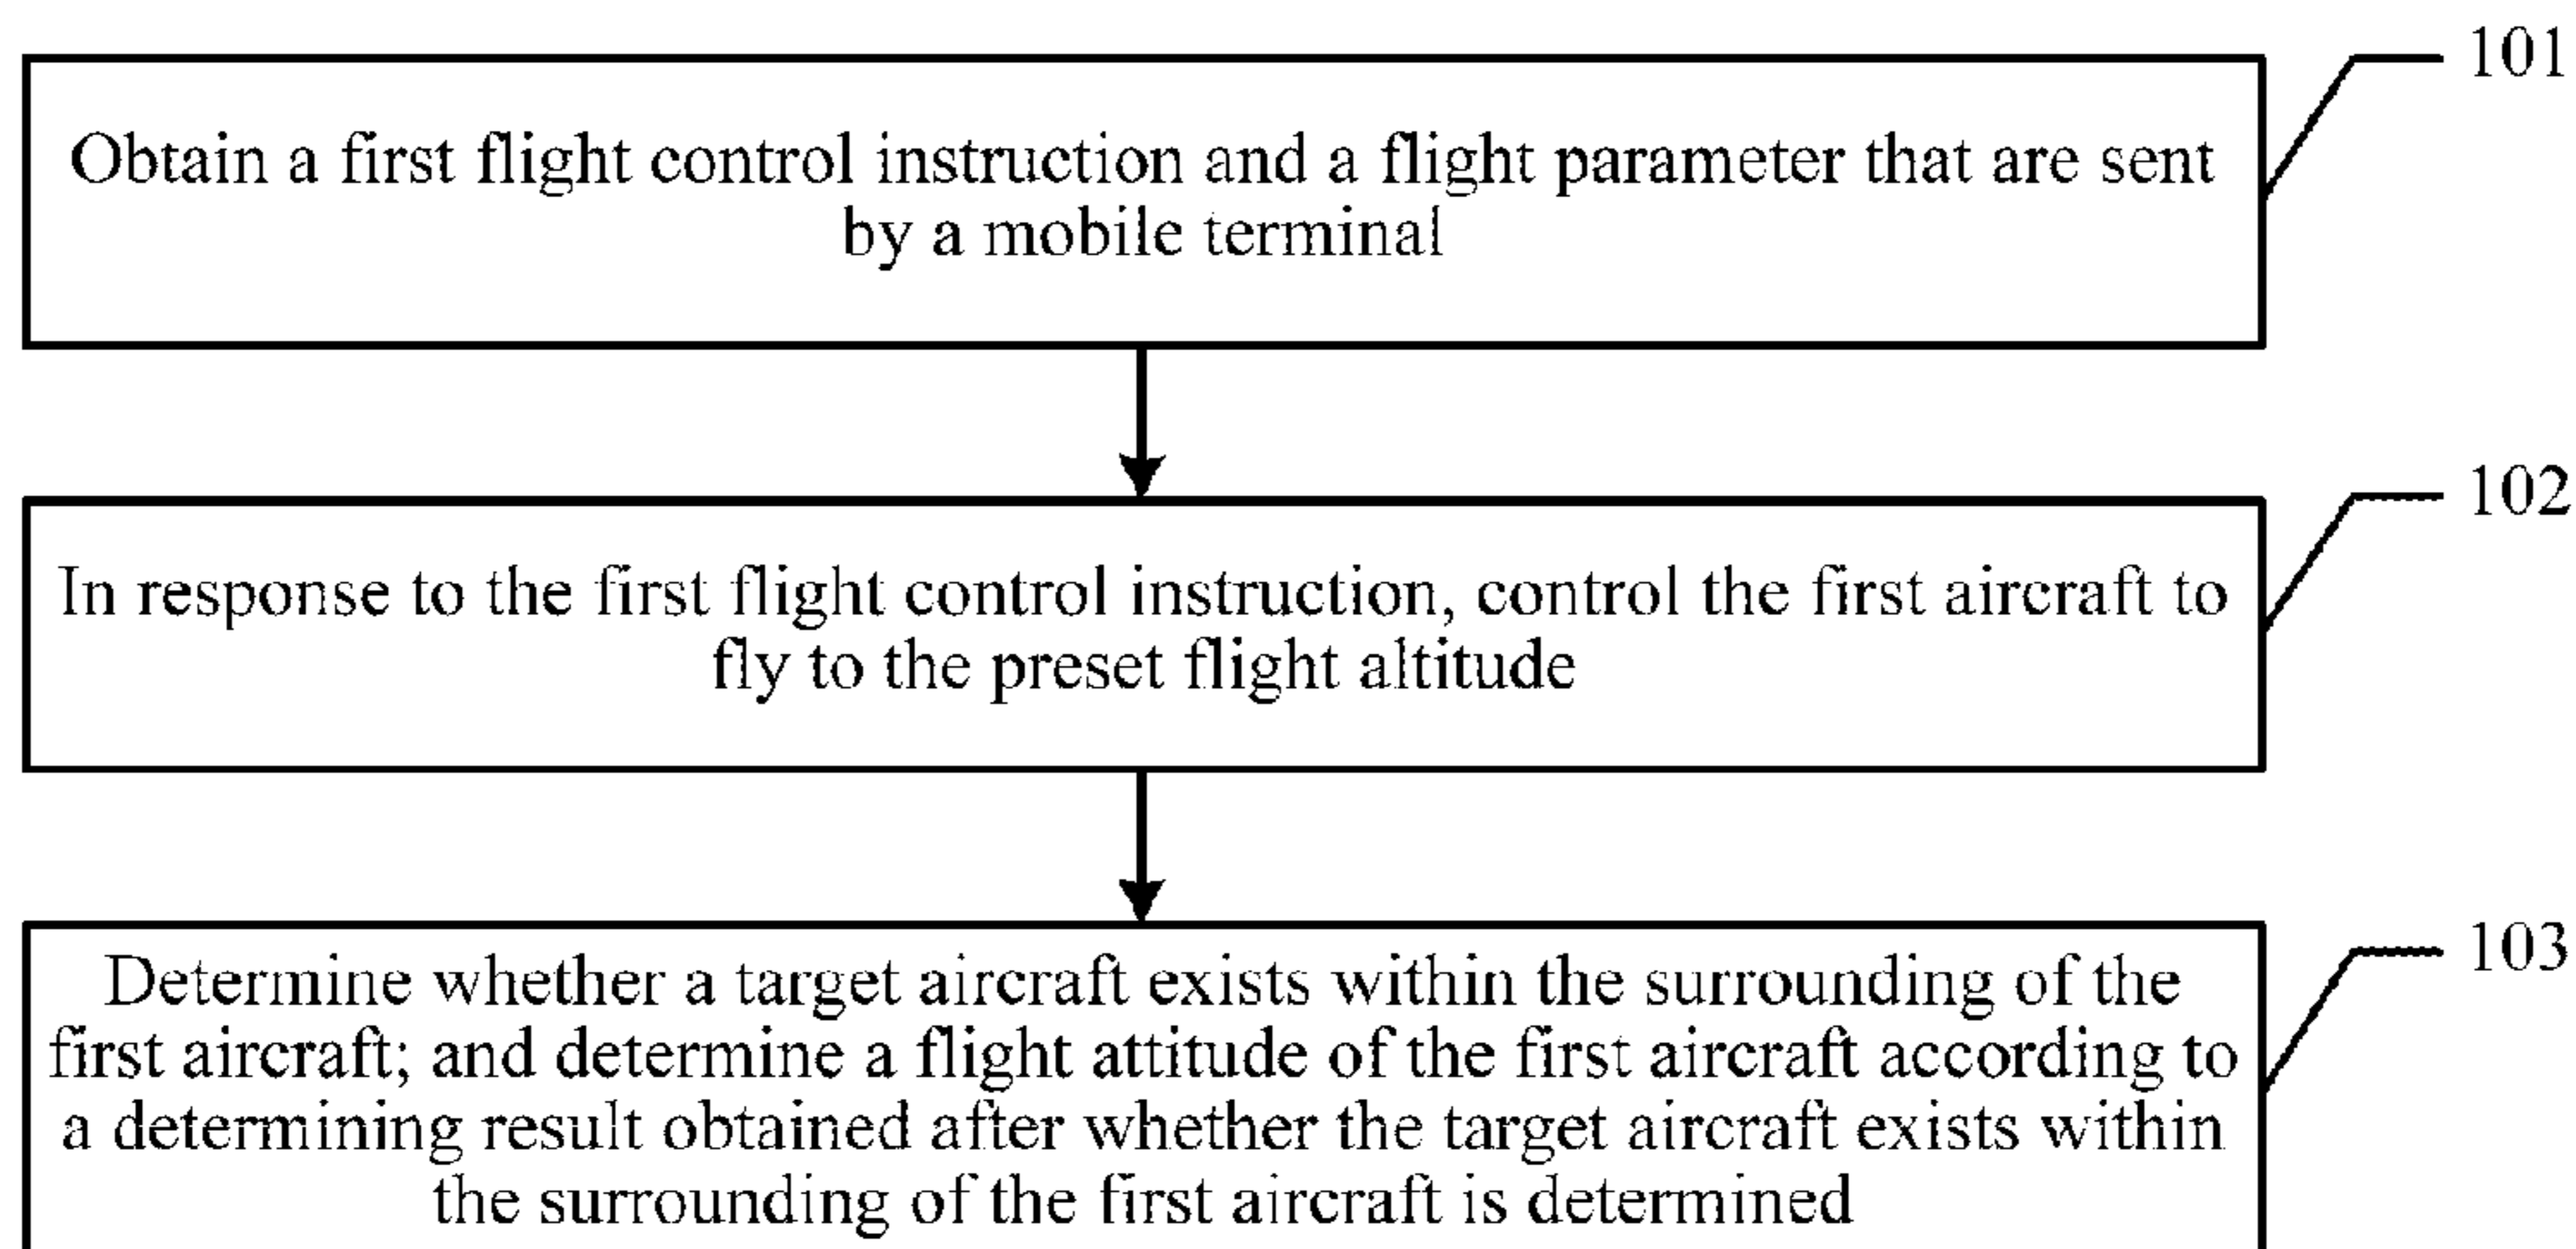 101
Obtain a first flight control instruction and a flight parameter that are sent
by a mobile terminal
102
In response to the first flight control instruction, control the first aircraft to
fly to the preset flight altitude
103
Determine whether a target aircraft exists within the surrounding of the
first aircraft; and determine a flight attitude of the first aircraft according to
a determining result obtained after whether the target aircraft exists within
the surrounding of the first aircraft is determined